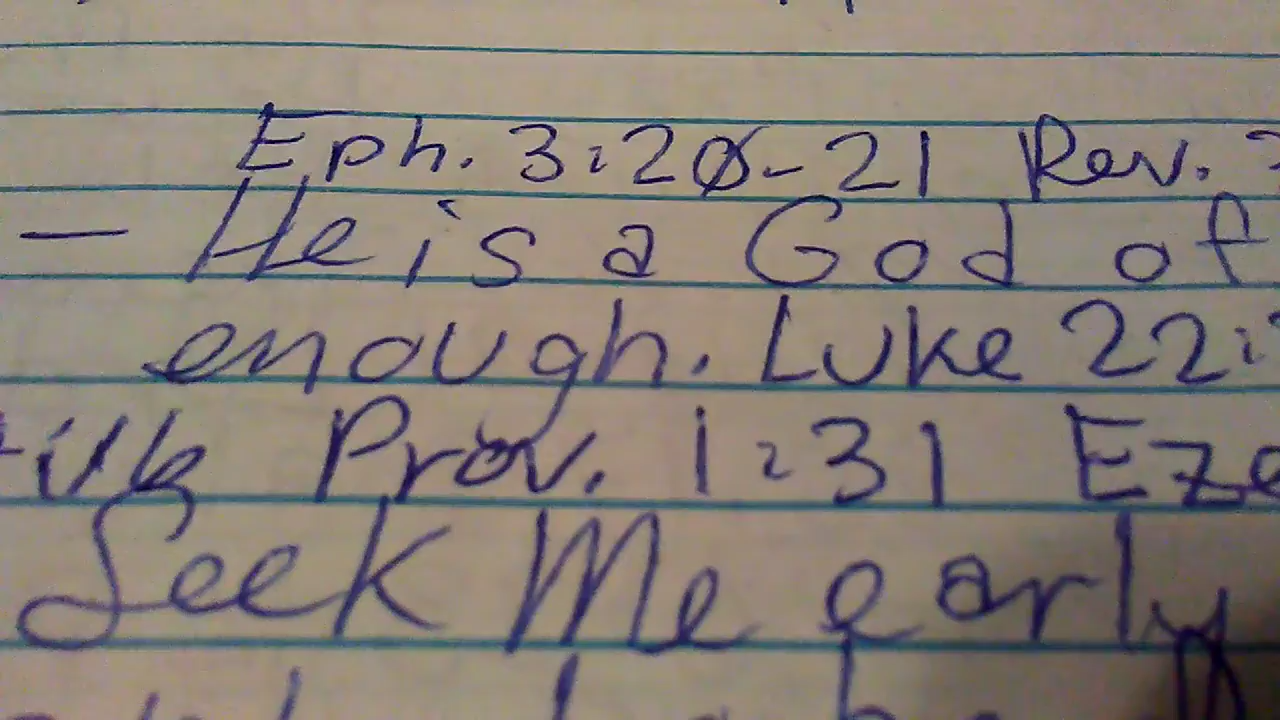 Eph. 3:20-21 Rev.
- He is a God of
enough. Luke 22:
Prov. 1:31 Eze
Seek Me early